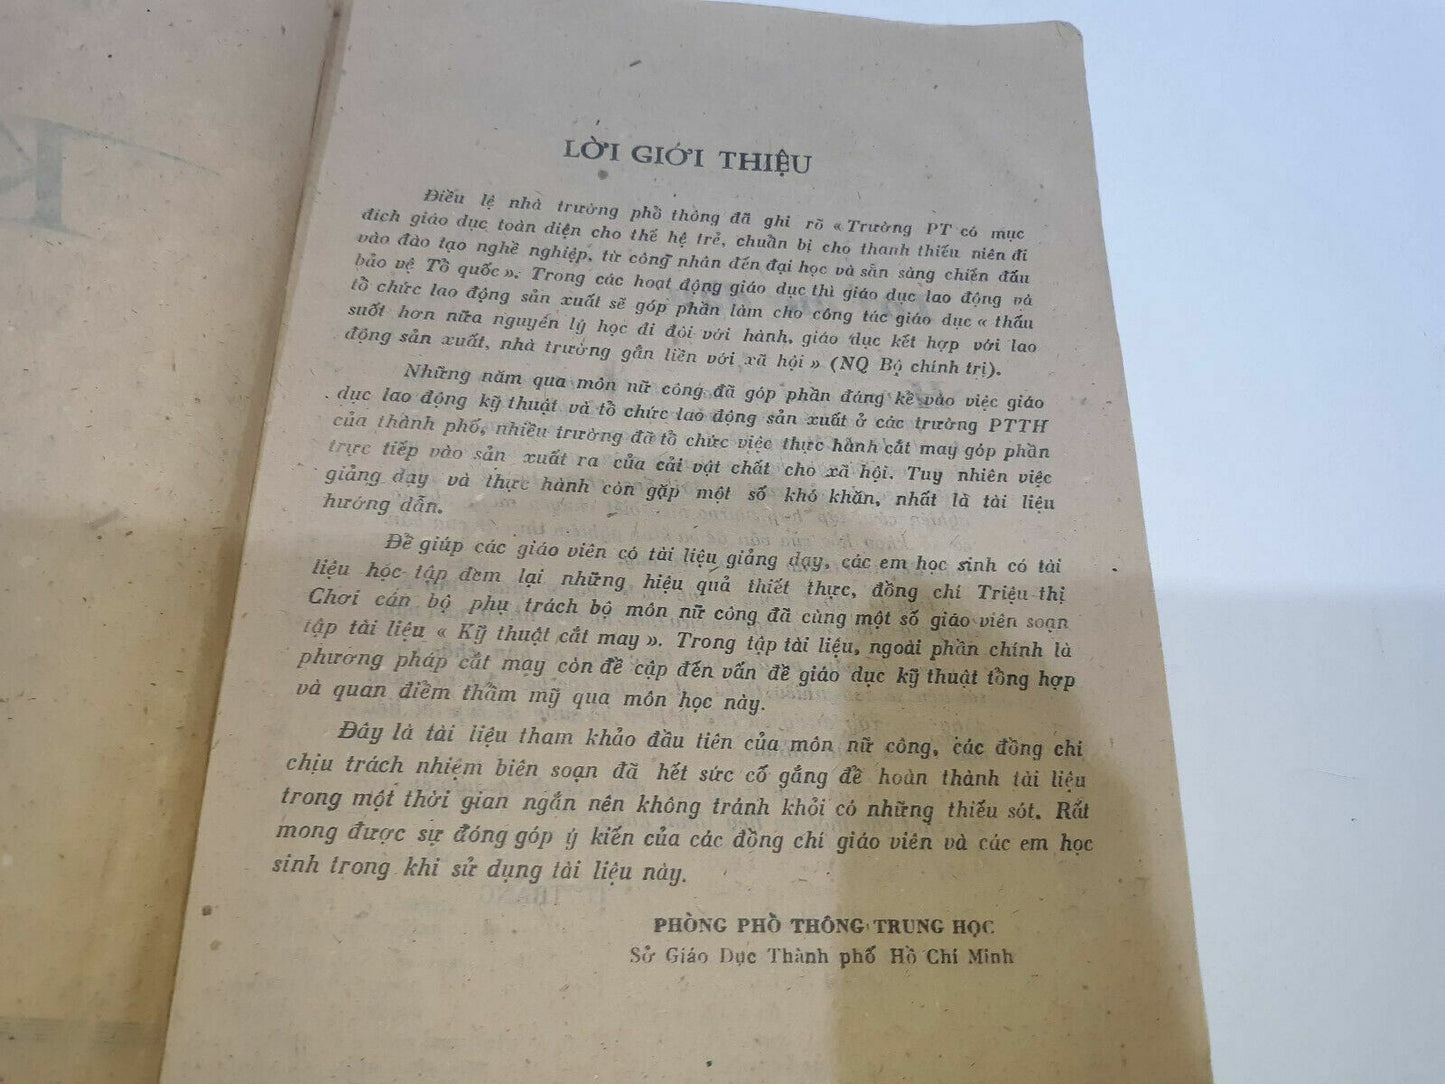 LỜI GIỚI THIỆU
Điều lệ nhà trường phổ thông đã ghi rõ « Trường PT có mục
đích giáo dục toàn diện cho thế hệ trẻ, chuẩn bị cho thanh thiếu niên đi
vào đào tạo nghề nghiệp, từ công nhân đến đại học và sẵn sàng chiến đấu
bảo vệ Tổ quốc ». Trong các hoạt động giáo dục thì giáo dục lao động và
tổ chức lao động sản xuất sẽ góp phần làm cho công tác giáo dục « thấu
suốt hơn nữa nguyến lý học đi đôi với hành, giáo dục kết hợp với lao
động sản xuất, nhà trường gắn liền với xã hội » (NQ Bộ chính trị).
Những năm qua môn nữ công đã góp phần đáng kể vào việc giáo
dục lao động kỹ thuật và tổ chức lao động sản xuất ở các trường PTTH
của thành phố, nhiều trường đã tổ chức việc thực hành cắt may góp phần
trực tiếp vào sản xuất ra của cải vật chất cho xã hội. Tuy nhiên việc
giảng dạy và thực hành còn gặp một số khó khăn, nhất là tài liệu
hướng dẫn.
Để giúp các giáo viên có tài liệu giảng dạy, các em học sinh có tài
liệu học tập đem lại những hiệu quả thiết thực, đồng chí Triệu thị
Chơi cán bộ phụ trách bộ môn nữ công đã cùng một số giáo viên soạn
tập tài liệu « Kỹ thuật cắt may ». Trong tập tài liệu, ngoài phần chính là
phương pháp cắt may còn đề cập đến vấn đề giáo dục kỹ thuật tổng hợp
và quan điểm thẩm mỹ qua môn học này.
Đây là tài liệu tham khảo đầu tiên của môn nữ công, các đồng chí
chịu trách nhiệm biên soạn đã hết sức cố gắng để hoàn thành tài liệu
trong một thời gian ngắn nên không tránh khỏi có những thiếu sót. Rất
mong được sự đóng góp ý kiến của các đồng chí giáo viên và các em học
sinh trong khi sử dụng tài liệu này.
PHÒNG PHỔ THÔNG TRUNG HỌC
Sở Giáo Dục Thành phố Hồ Chí Minh